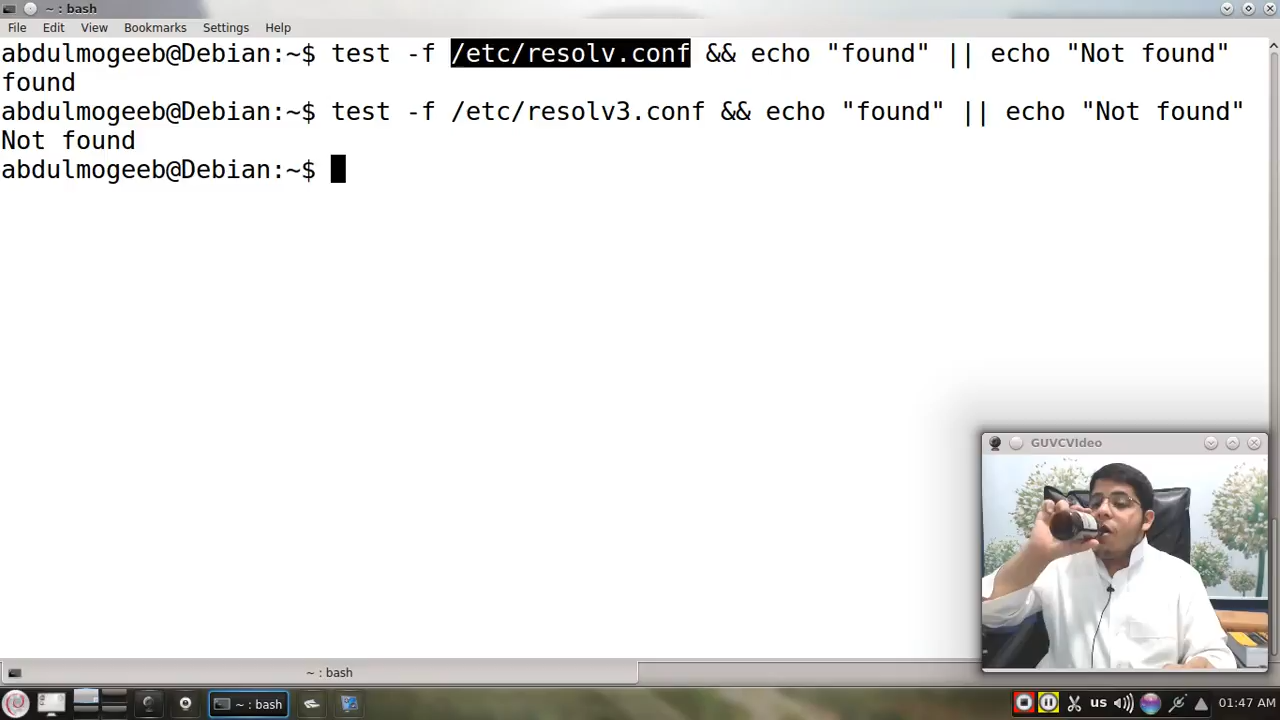 ~ : bash
File Edit View Bookmarks Settings Help
abdulmogeeb@Debian:~$ test -f /etc/resolv.conf && echo "found" || echo "Not found"
found
abdulmogeeb@Debian:~$ test -f /etc/resolv3.conf && echo "found" || echo "Not found"
Not found
abdulmogeeb@Debian:~$
GUVCVIdeo
~ : bash
~ : bash
us
01:47 AM